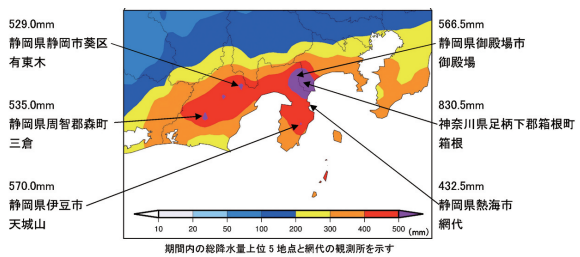 529.0mm
静岡県静岡市葵区
有東木
535.0mm
静岡県周智郡森町
三倉
570.0mm
静岡県伊豆市
天城山
566.5mm
静岡県御殿場市
御殿場
830.5mm
神奈川県足柄下郡箱根町
箱根
432.5mm
静岡県熱海市
網代
10 20 50 100 200 300 400 500 (mm)
期間内の総降水量上位 5 地点と網代の観測所を示す